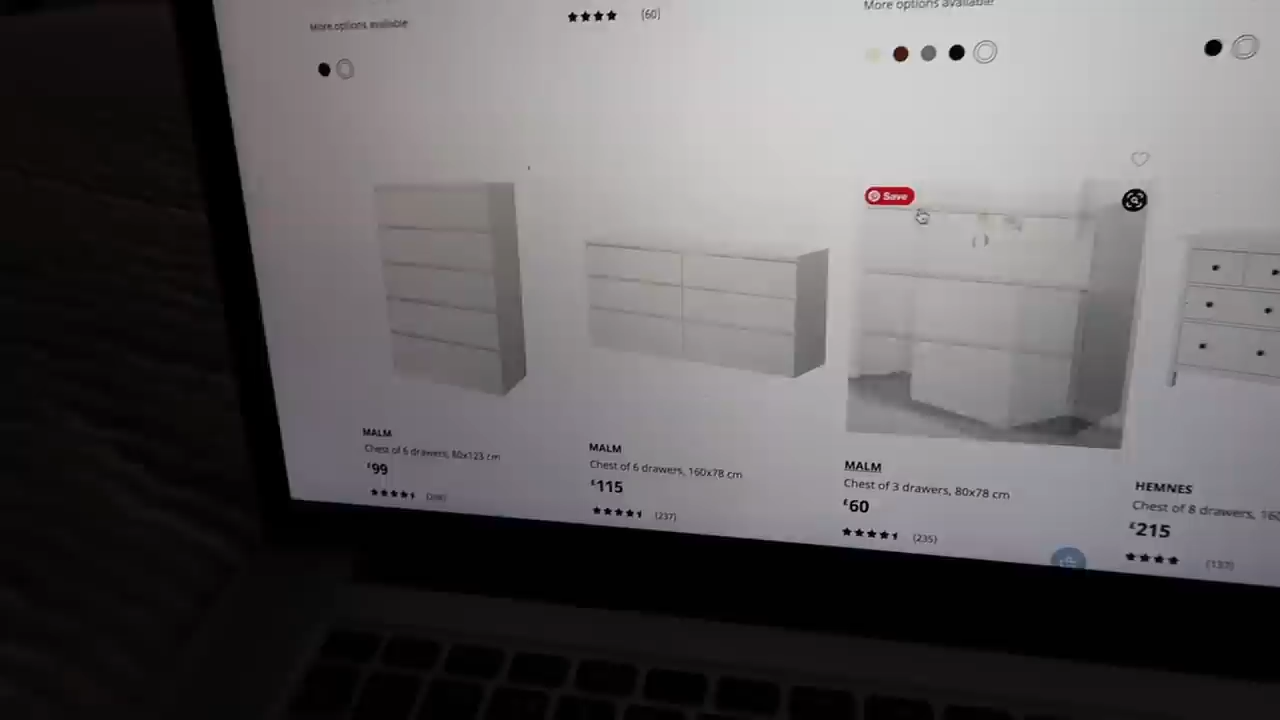 More options available
(60)
More options available
Save
MALM
Chest of 6 drawers, 80x123 cm
£99
MALM
Chest of 6 drawers, 160x78 cm
£115
(237)
MALM
Chest of 3 drawers, 80x78 cm
£60
(235)
HEMNES
Chest of 8 drawers,
£215